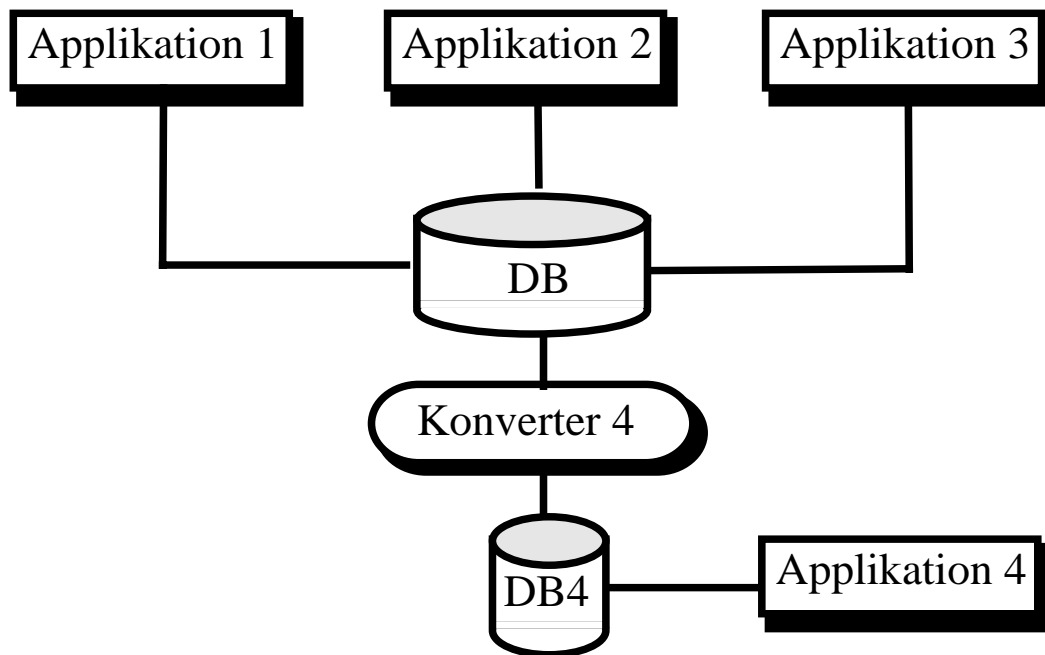 Applikation 1
Applikation 2
Applikation 3
DB
Konverter 4
DB4
Applikation 4